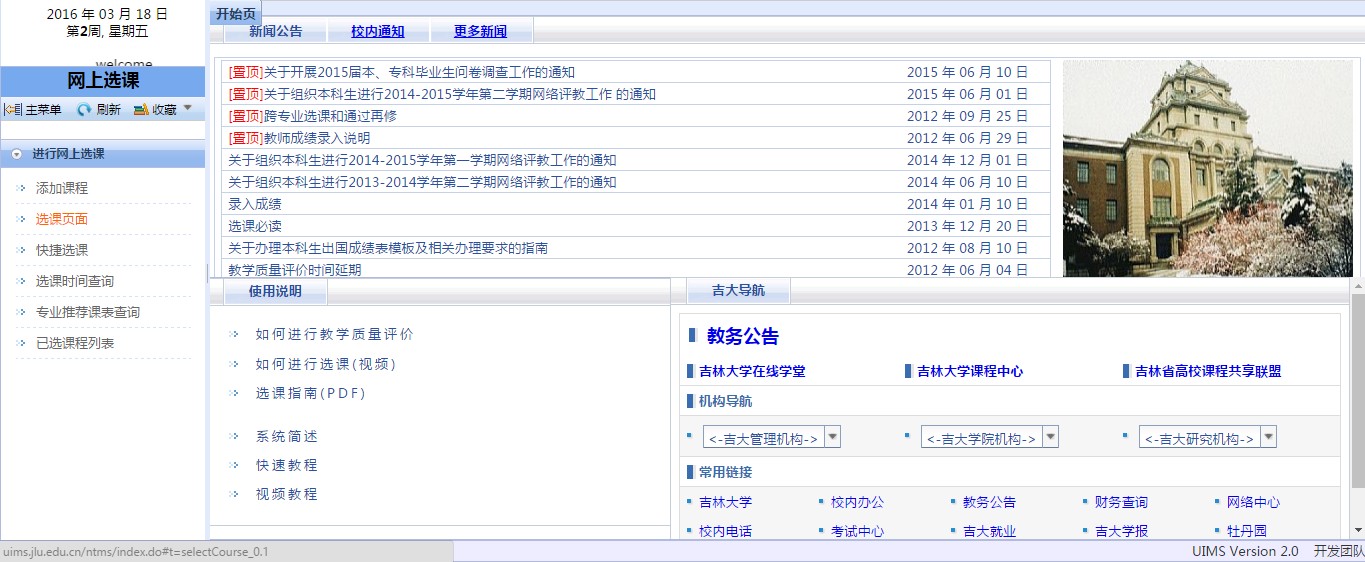 2016 年 03 月 18 日
第2周, 星期五
welcome
网上选课
主菜单 刷新 收藏
进行网上选课
添加课程
选课页面
快捷选课
选课时间查询
专业推荐课表查询
已选课程列表
开始页
新闻公告 校内通知 更多新闻
[置顶]关于开展2015届本、专科毕业生问卷调查工作的通知 2015 年 06 月 10 日
[置顶]关于组织本科生进行2014-2015学年第二学期网络评教工作 的通知 2015 年 06 月 01 日
[置顶]跨专业选课和通过再修 2012 年 09 月 25 日
[置顶]教师成绩录入说明 2012 年 06 月 29 日
关于组织本科生进行2014-2015学年第一学期网络评教工作的通知 2014 年 12 月 01 日
关于组织本科生进行2013-2014学年第二学期网络评教工作的通知 2014 年 06 月 10 日
录入成绩 2014 年 01 月 10 日
选课必读 2013 年 12 月 20 日
关于办理本科生出国成绩表模板及相关办理要求的指南 2012 年 08 月 10 日
教学质量评价时间延期 2012 年 06 月 04 日
使用说明
如何进行教学质量评价
如何进行选课(视频)
选课指南(PDF)
系统简述
快速教程
视频教程
吉大导航
教务公告
吉林大学在线学堂 吉林大学课程中心 吉林省高校课程共享联盟
机构导航
<-吉大管理机构-> <-吉大学院机构-> <-吉大研究机构->
常用链接
吉林大学 校内办公 教务公告 财务查询 网络中心
校内电话 考试中心 吉大就业 吉大学报 牡丹园
uims.jlu.edu.cn/ntms/index.do#t=selectCourse_0.1
UIMS Version 2.0 开发团队